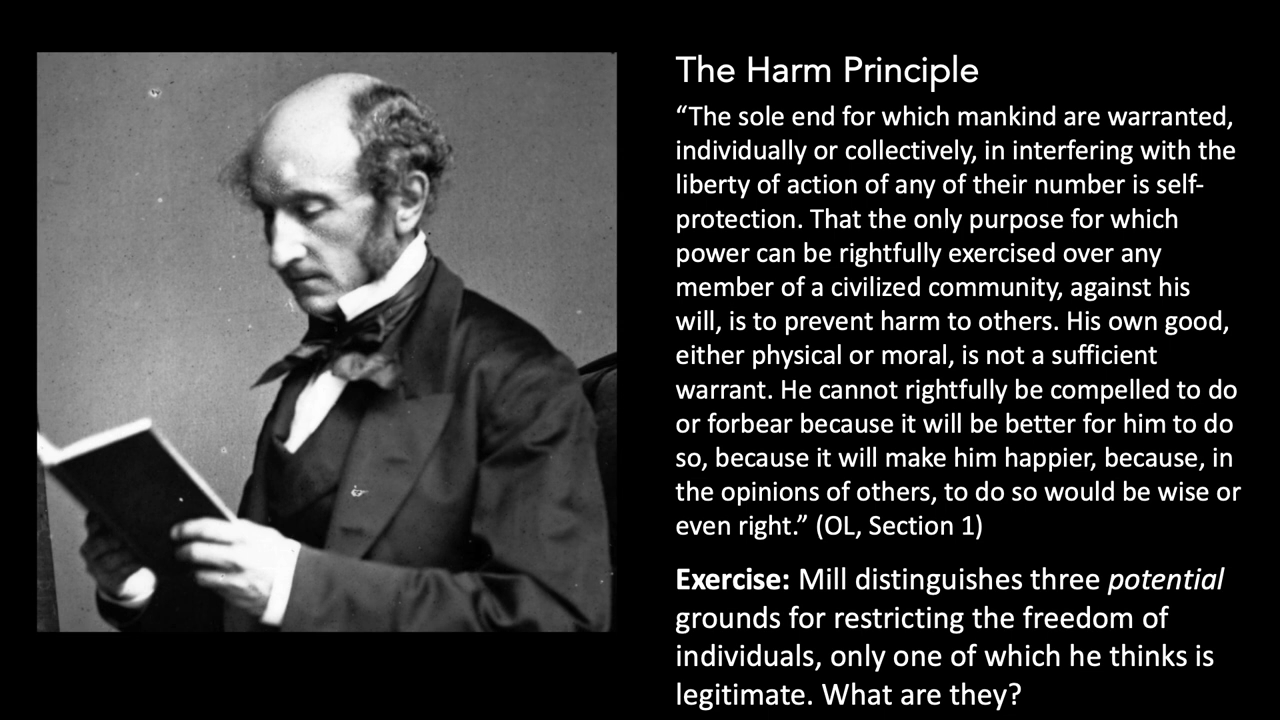 The Harm Principle
“The sole end for which mankind are warranted,
individually or collectively, in interfering with the
liberty of action of any of their number is self-
protection. That the only purpose for which
power can be rightfully exercised over any
member of a civilized community, against his
will, is to prevent harm to others. His own good,
either physical or moral, is not a sufficient
warrant. He cannot rightfully be compelled to do
or forbear because it will be better for him to do
so, because it will make him happier, because, in
the opinions of others, to do so would be wise or
even right.” (OL, Section 1)
Exercise: Mill distinguishes three potential
grounds for restricting the freedom of
individuals, only one of which he thinks is
legitimate. What are they?